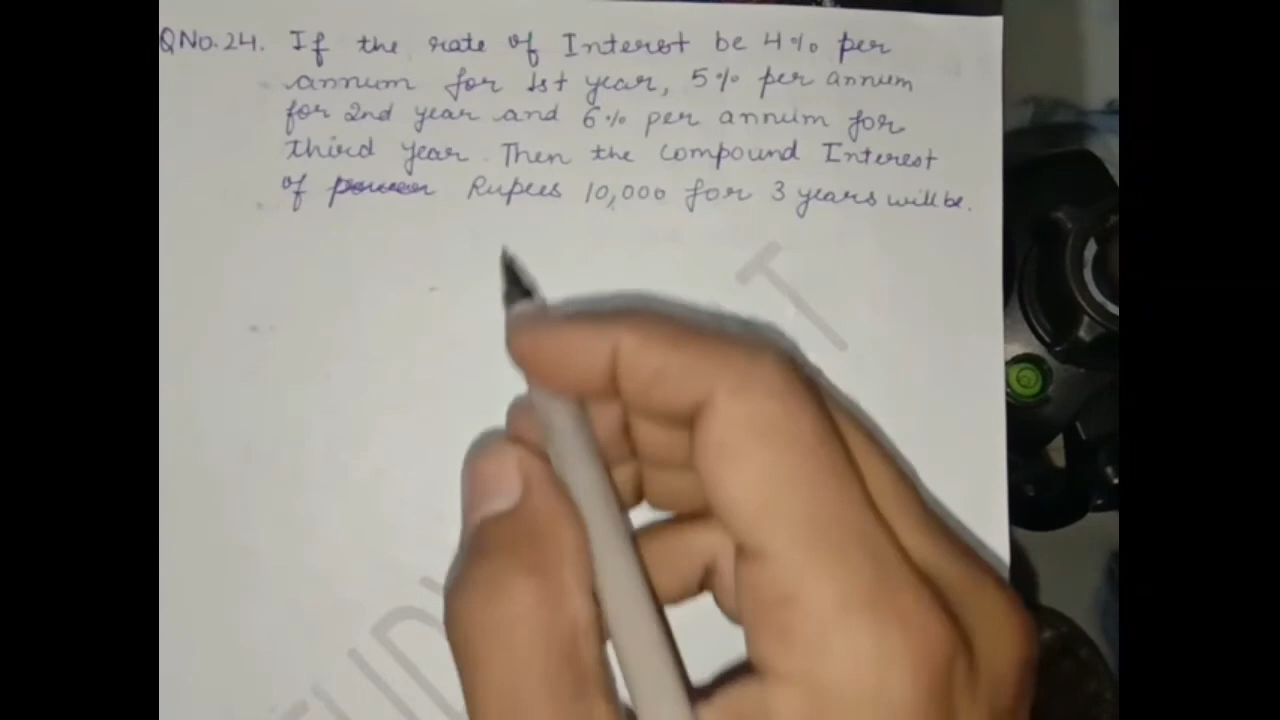 QNo.24. If the rate of Interest be 4% per
annum for 1st year, 5% per annum
for 2nd year and 6% per annum for
third year. Then the compound Interest
of Rupees 10,000 for 3 years will be.
T
STUDY